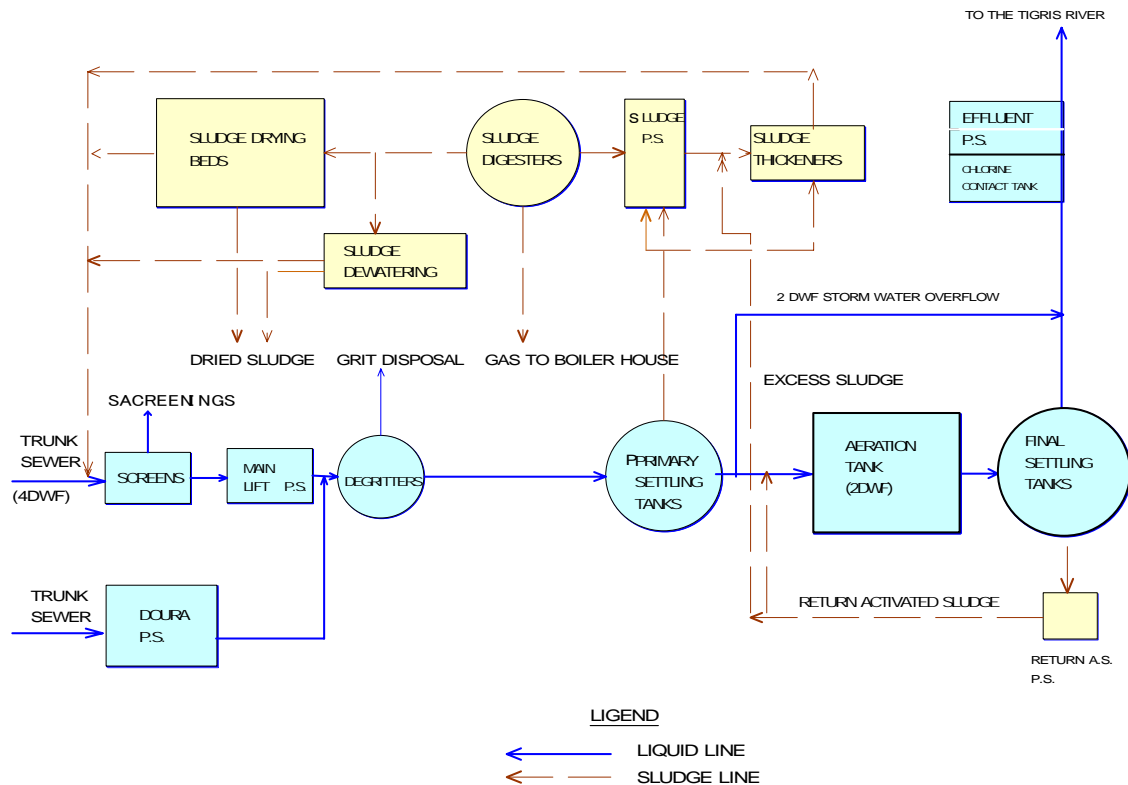 TO THE TIGRIS RIVER
SLUDGE DRYING
BEDS
SLUDGE
DIGESTERS
SLUDGE
P.S.
SLUDGE
THICKENERS
EFFLUENT
P.S.
CHLORINE
CONTACT TANK
SLUDGE
DEWATERING
2 DWF STORM WATER OVERFLOW
DRIED SLUDGE
GRIT DISPOSAL
GAS TO BOILER HOUSE
EXCESS SLUDGE
SACREENINGS
TRUNK
SEWER
(4DWF)
SCREENS
MAIN
LIFT P.S.
DEGRITTERS
PPRIMARY
SETTLING
TANKS
AERATION
TANK
(2DWF)
FINAL
SETTLING
TANKS
TRUNK
SEWER
DOURA
P.S.
RETURN ACTIVATED SLUDGE
RETURN A.S.
P.S.
LIGEND
LIQUID LINE
SLUDGE LINE